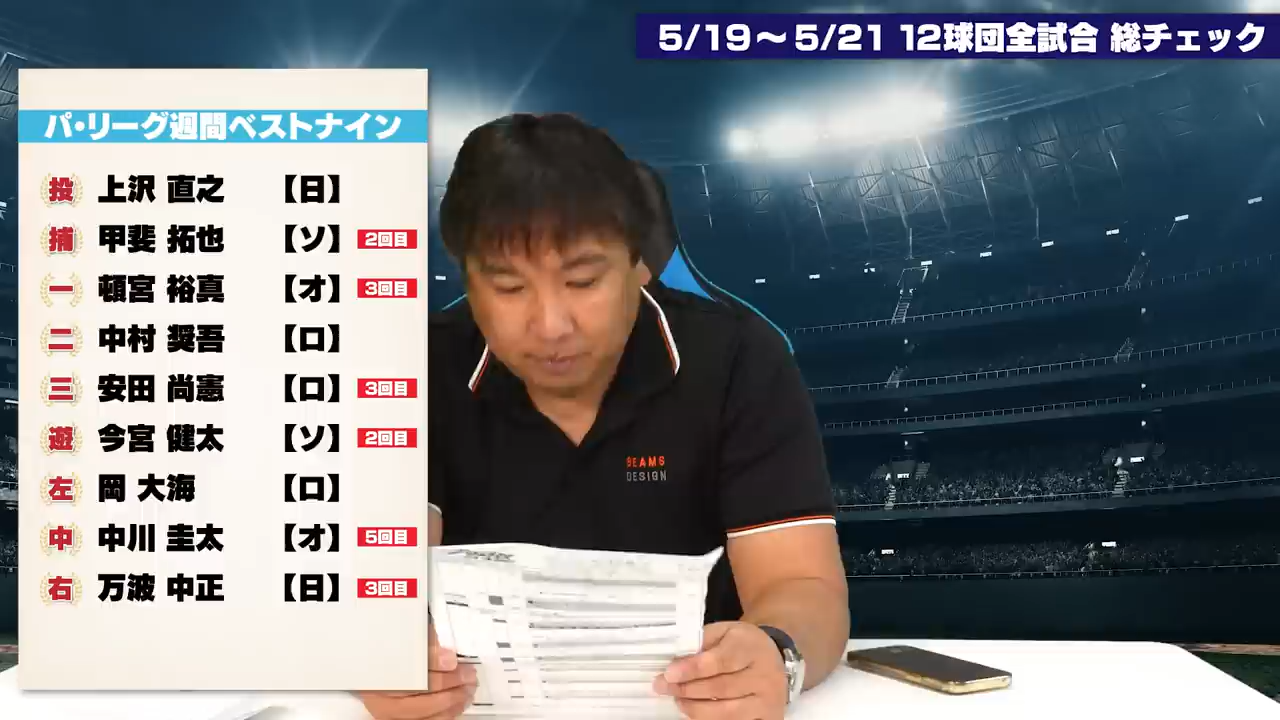 5/19～5/21 12球団全試合 総チェック
パ・リーグ週間ベストナイン
投 上沢 直之 【日】
捕 甲斐 拓也 【ソ】 2回目
一 頓宮 裕真 【オ】 3回目
二 中村 奨吾 【ロ】
三 安田 尚憲 【ロ】 3回目
遊 今宮 健太 【ソ】 2回目
左 岡 大海 【ロ】
中 中川 圭太 【オ】 5回目
右 万波 中正 【日】 3回目
BEAMS
DESIGN